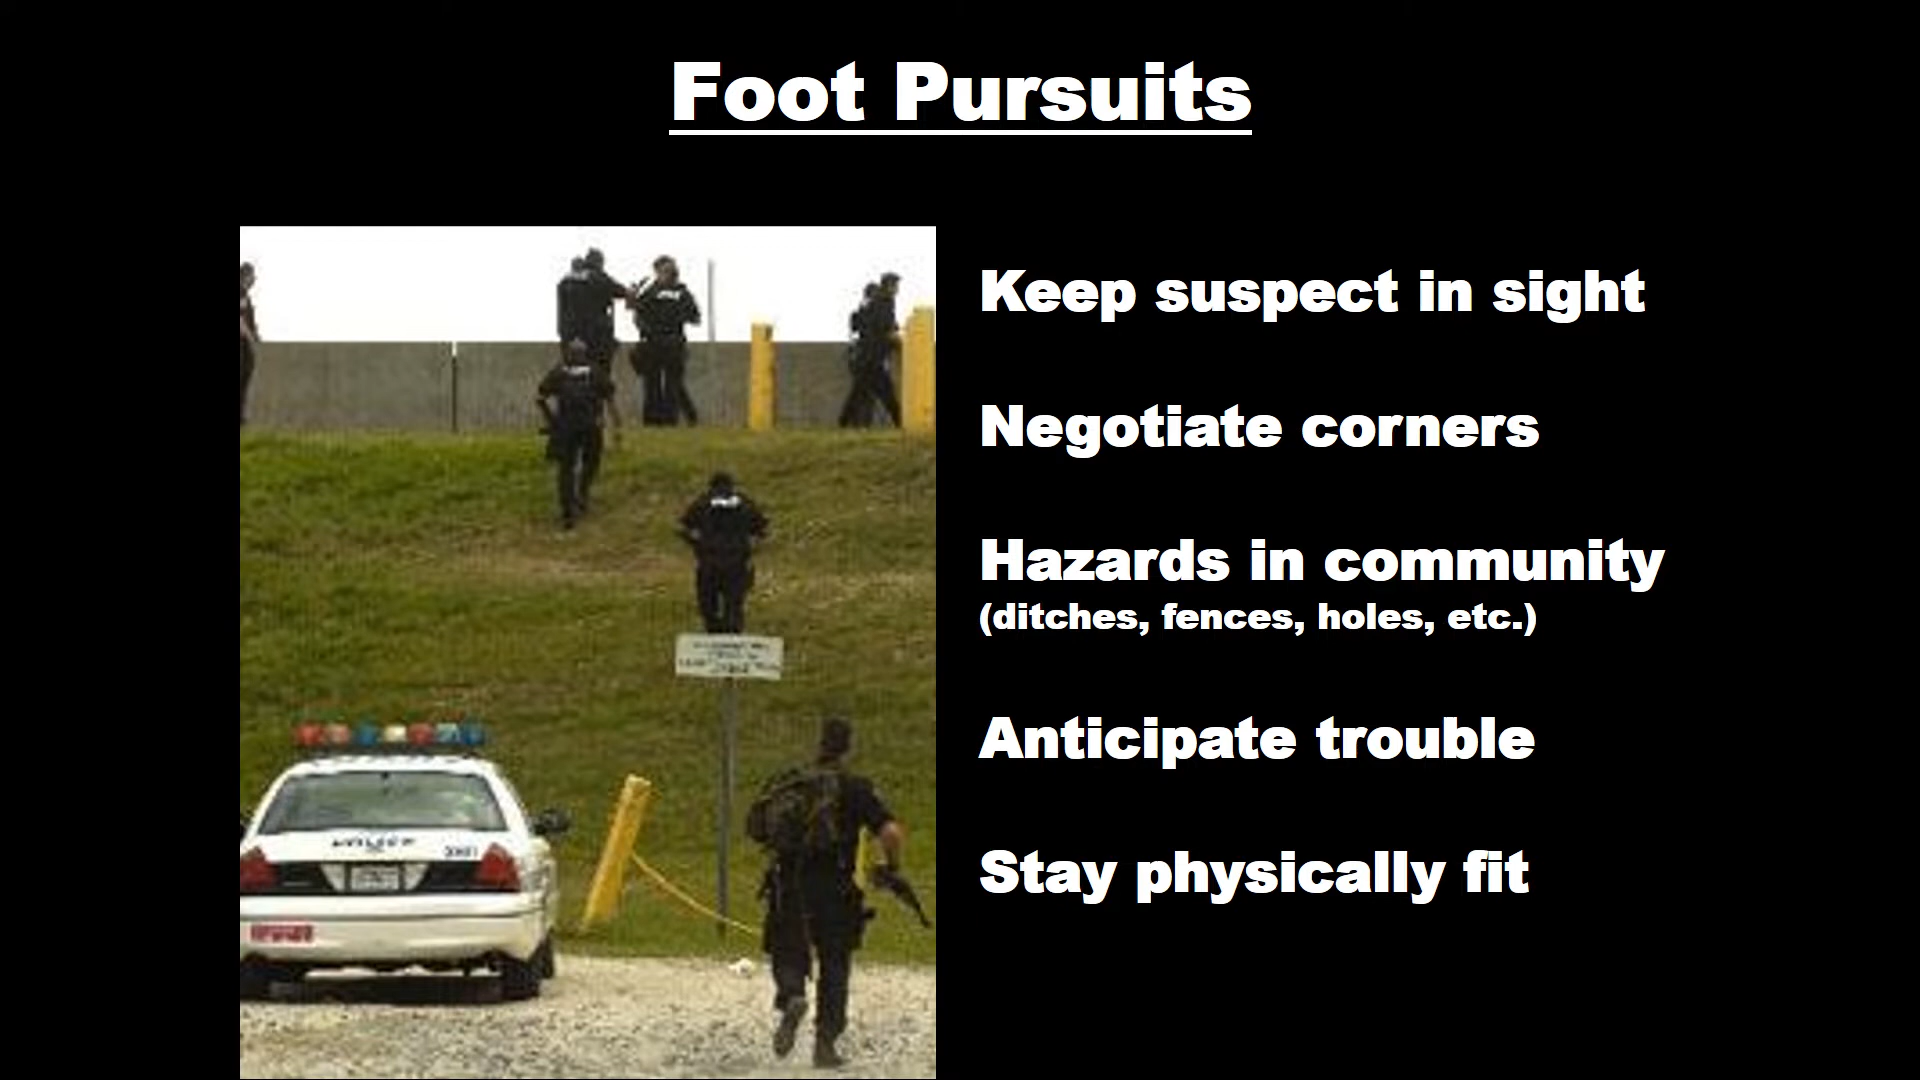 Foot Pursuits
Keep suspect in sight
Negotiate corners
Hazards in community
(ditches, fences, holes, etc.)
Anticipate trouble
Stay physically fit